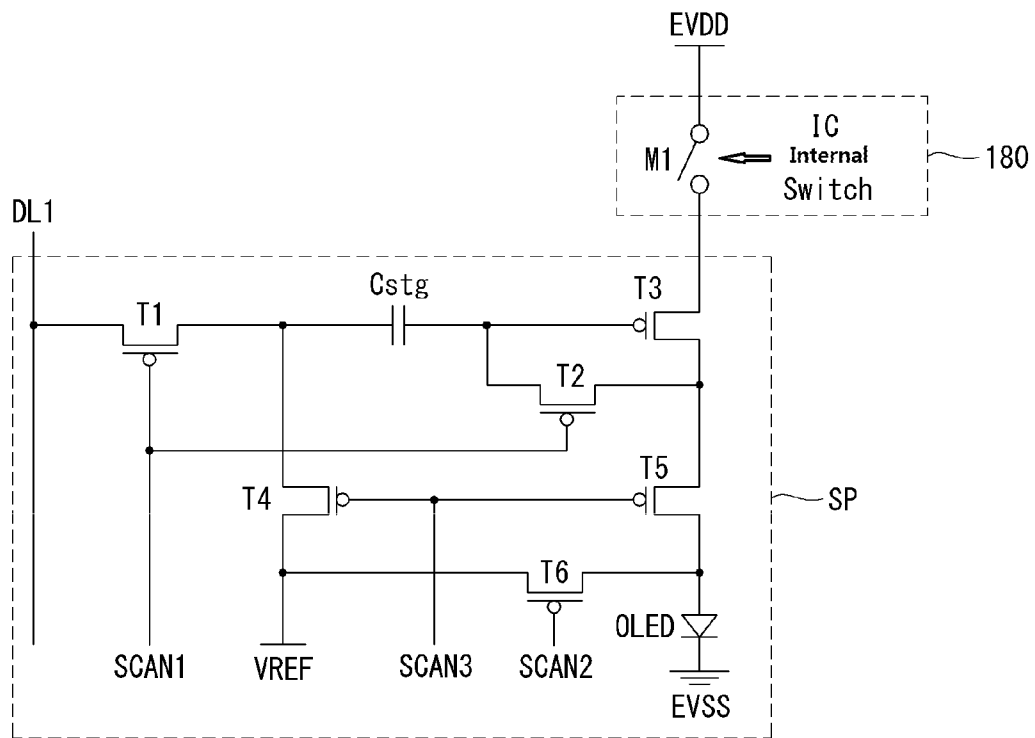 EVDD
IC
M1
Internal
180
Switch
DL1
Cstg
T3
T1
T2
T5
T4
SP
T6
OLED
SCAN1
VREF
SCAN3
SCAN2
EVSS